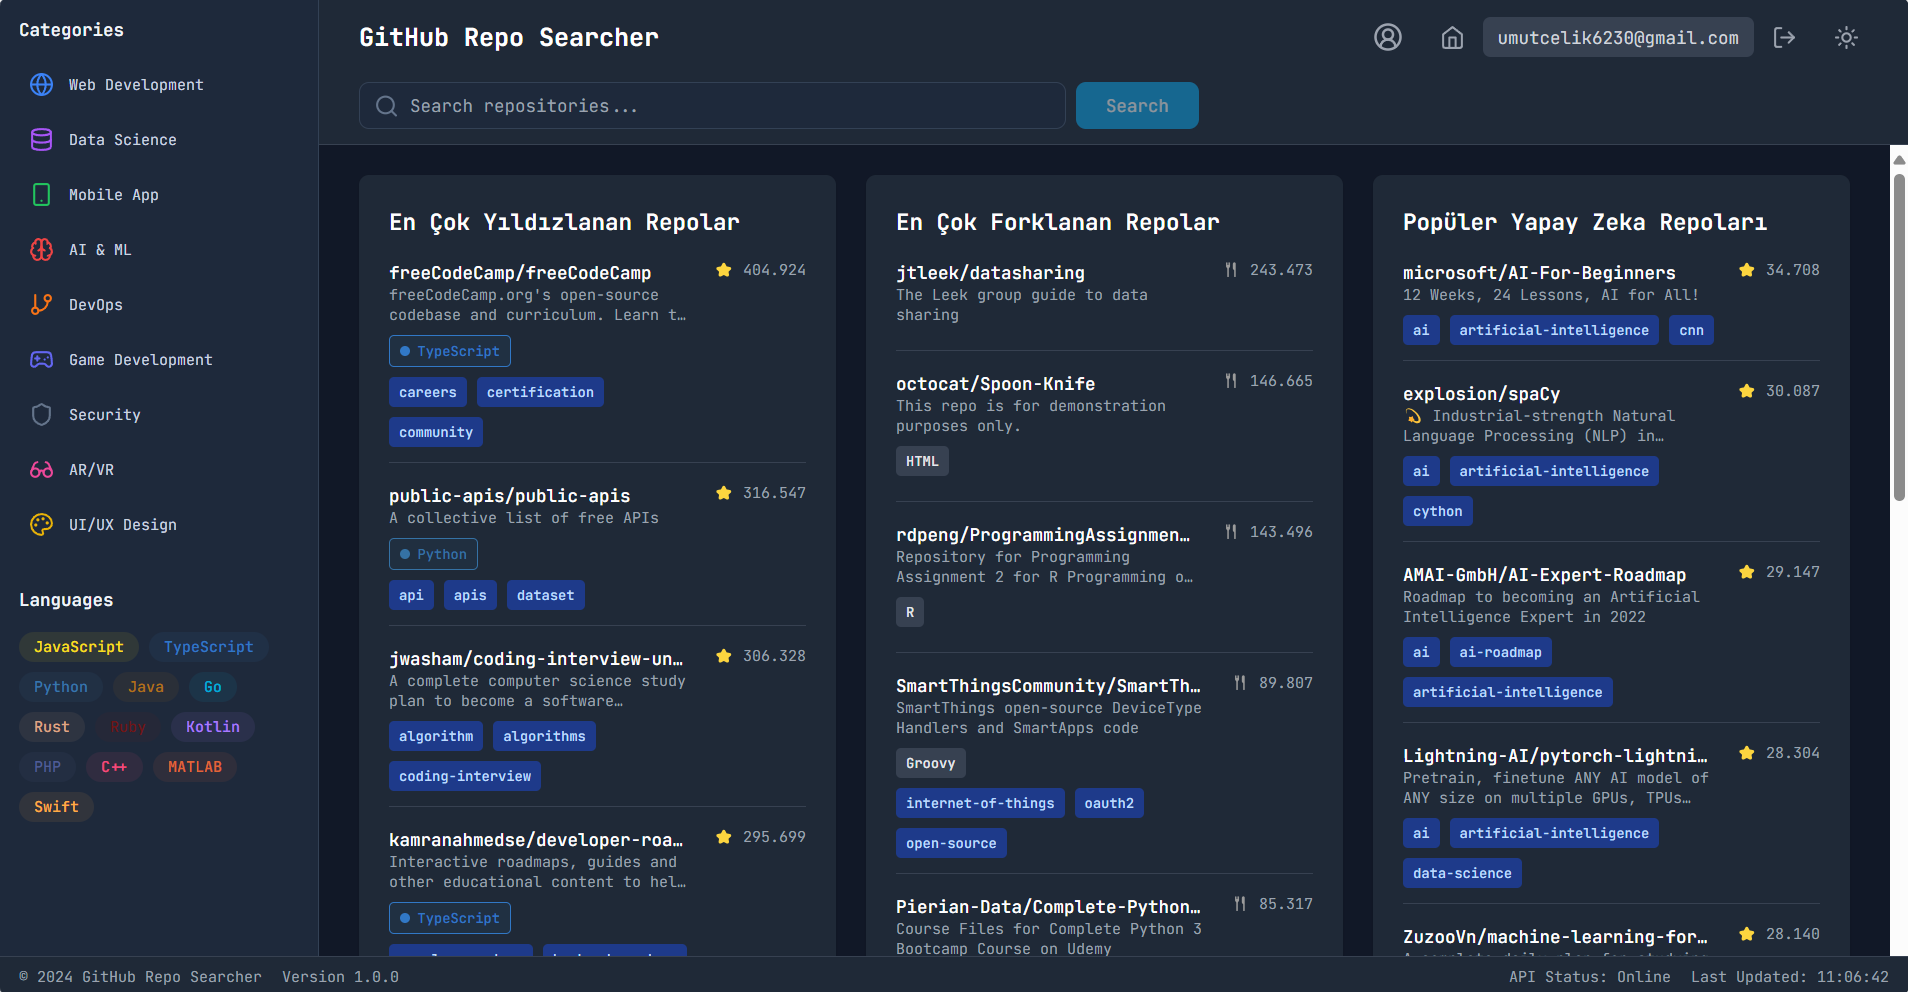 Categories
Web Development
Data Science
Mobile App
AI & ML
DevOps
Game Development
Security
AR/VR
UI/UX Design
Languages
JavaScript TypeScript
Python Java Go
Rust Ruby Kotlin
PHP C++ MATLAB
Swift
GitHub Repo Searcher
umutcelik6230@gmail.com
Search repositories...
Search
En Çok Yıldızlanan Repolar
freeCodeCamp/freeCodeCamp 404.924
freeCodeCamp.org's open-source
codebase and curriculum. Learn t…
TypeScript
careers certification
community
public-apis/public-apis 316.547
A collective list of free APIs
Python
api apis dataset
jwasham/coding-interview-un… 306.328
A complete computer science study
plan to become a software…
algorithm algorithms
coding-interview
kamranahmedse/developer-roa… 295.699
Interactive roadmaps, guides and
other educational content to hel…
TypeScript
En Çok Forklanan Repolar
jtleek/datasharing 243.473
The Leek group guide to data
sharing
octocat/Spoon-Knife 146.665
This repo is for demonstration
purposes only.
HTML
rdpeng/ProgrammingAssignmen… 143.496
Repository for Programming
Assignment 2 for R Programming o…
R
SmartThingsCommunity/SmartTh… 89.807
SmartThings open-source DeviceType
Handlers and SmartApps code
Groovy
internet-of-things oauth2
open-source
Pierian-Data/Complete-Python… 85.317
Course Files for Complete Python 3
Bootcamp Course on Udemy
Popüler Yapay Zeka Repoları
microsoft/AI-For-Beginners 34.708
12 Weeks, 24 Lessons, AI for All!
ai artificial-intelligence cnn
explosion/spaCy 30.087
💫 Industrial-strength Natural
Language Processing (NLP) in…
ai artificial-intelligence
cython
AMAI-GmbH/AI-Expert-Roadmap 29.147
Roadmap to becoming an Artificial
Intelligence Expert in 2022
ai ai-roadmap
artificial-intelligence
Lightning-AI/pytorch-lightni… 28.304
Pretrain, finetune ANY AI model of
ANY size on multiple GPUs, TPUs…
ai artificial-intelligence
data-science
ZuzooVn/machine-learning-for… 28.140
© 2024 GitHub Repo Searcher Version 1.0.0
API Status: Online Last Updated: 11:06:42